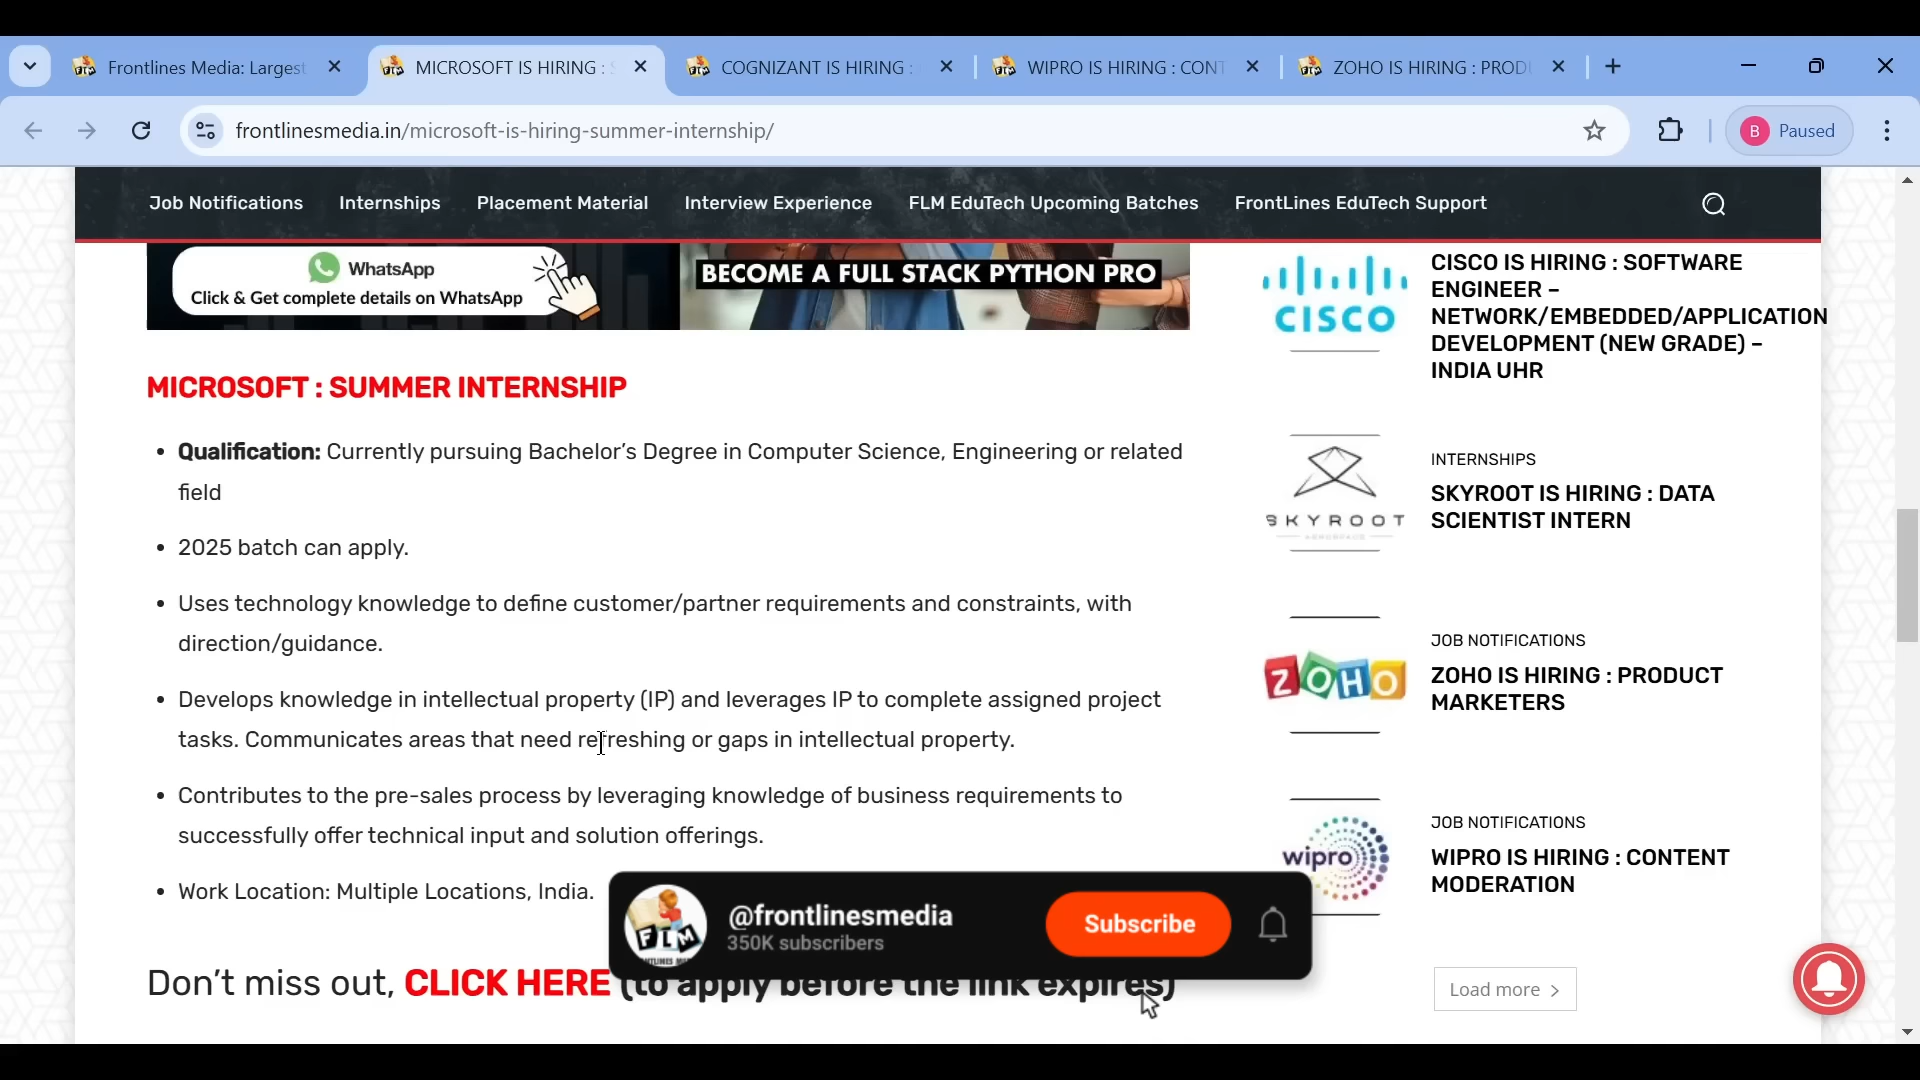 Frontlines Media: Largest
MICROSOFT IS HIRING :
COGNIZANT IS HIRING :
WIPRO IS HIRING : CONT
ZOHO IS HIRING : PROD
frontlinesmedia.in/microsoft-is-hiring-summer-internship/
B
Paused
Job Notifications
Internships
Placement Material
Interview Experience
FLM EduTech Upcoming Batches
FrontLines EduTech Support
WhatsApp
Click & Get complete details on WhatsApp
BECOME A FULL STACK PYTHON PRO
MICROSOFT : SUMMER INTERNSHIP
• Qualification: Currently pursuing Bachelor’s Degree in Computer Science, Engineering or related
field
• 2025 batch can apply.
• Uses technology knowledge to define customer/partner requirements and constraints, with
direction/guidance.
• Develops knowledge in intellectual property (IP) and leverages IP to complete assigned project
tasks. Communicates areas that need refreshing or gaps in intellectual property.
• Contributes to the pre-sales process by leveraging knowledge of business requirements to
successfully offer technical input and solution offerings.
• Work Location: Multiple Locations, India.
Don’t miss out, CLICK HERE (to apply before the link expires)
FLM
@frontlinesmedia
350K subscribers
Subscribe
CISCO
CISCO IS HIRING : SOFTWARE
ENGINEER –
NETWORK/EMBEDDED/APPLICATION
DEVELOPMENT (NEW GRADE) –
INDIA UHR
SKYROOT
INTERNSHIPS
SKYROOT IS HIRING : DATA
SCIENTIST INTERN
ZOHO
JOB NOTIFICATIONS
ZOHO IS HIRING : PRODUCT
MARKETERS
wipro
JOB NOTIFICATIONS
WIPRO IS HIRING : CONTENT
MODERATION
Load more